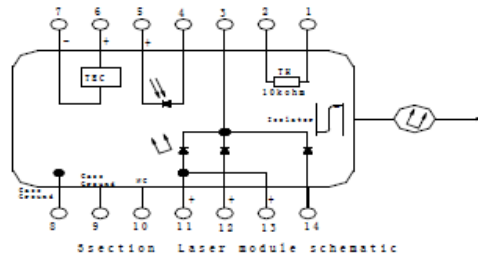 7 6 5 4 3 2 1
- + + TH
TEC 10kohm
Isolator
Case Ground Case Ground NC + + + +
8 9 10 11 12 13 14
3section Laser module schematic